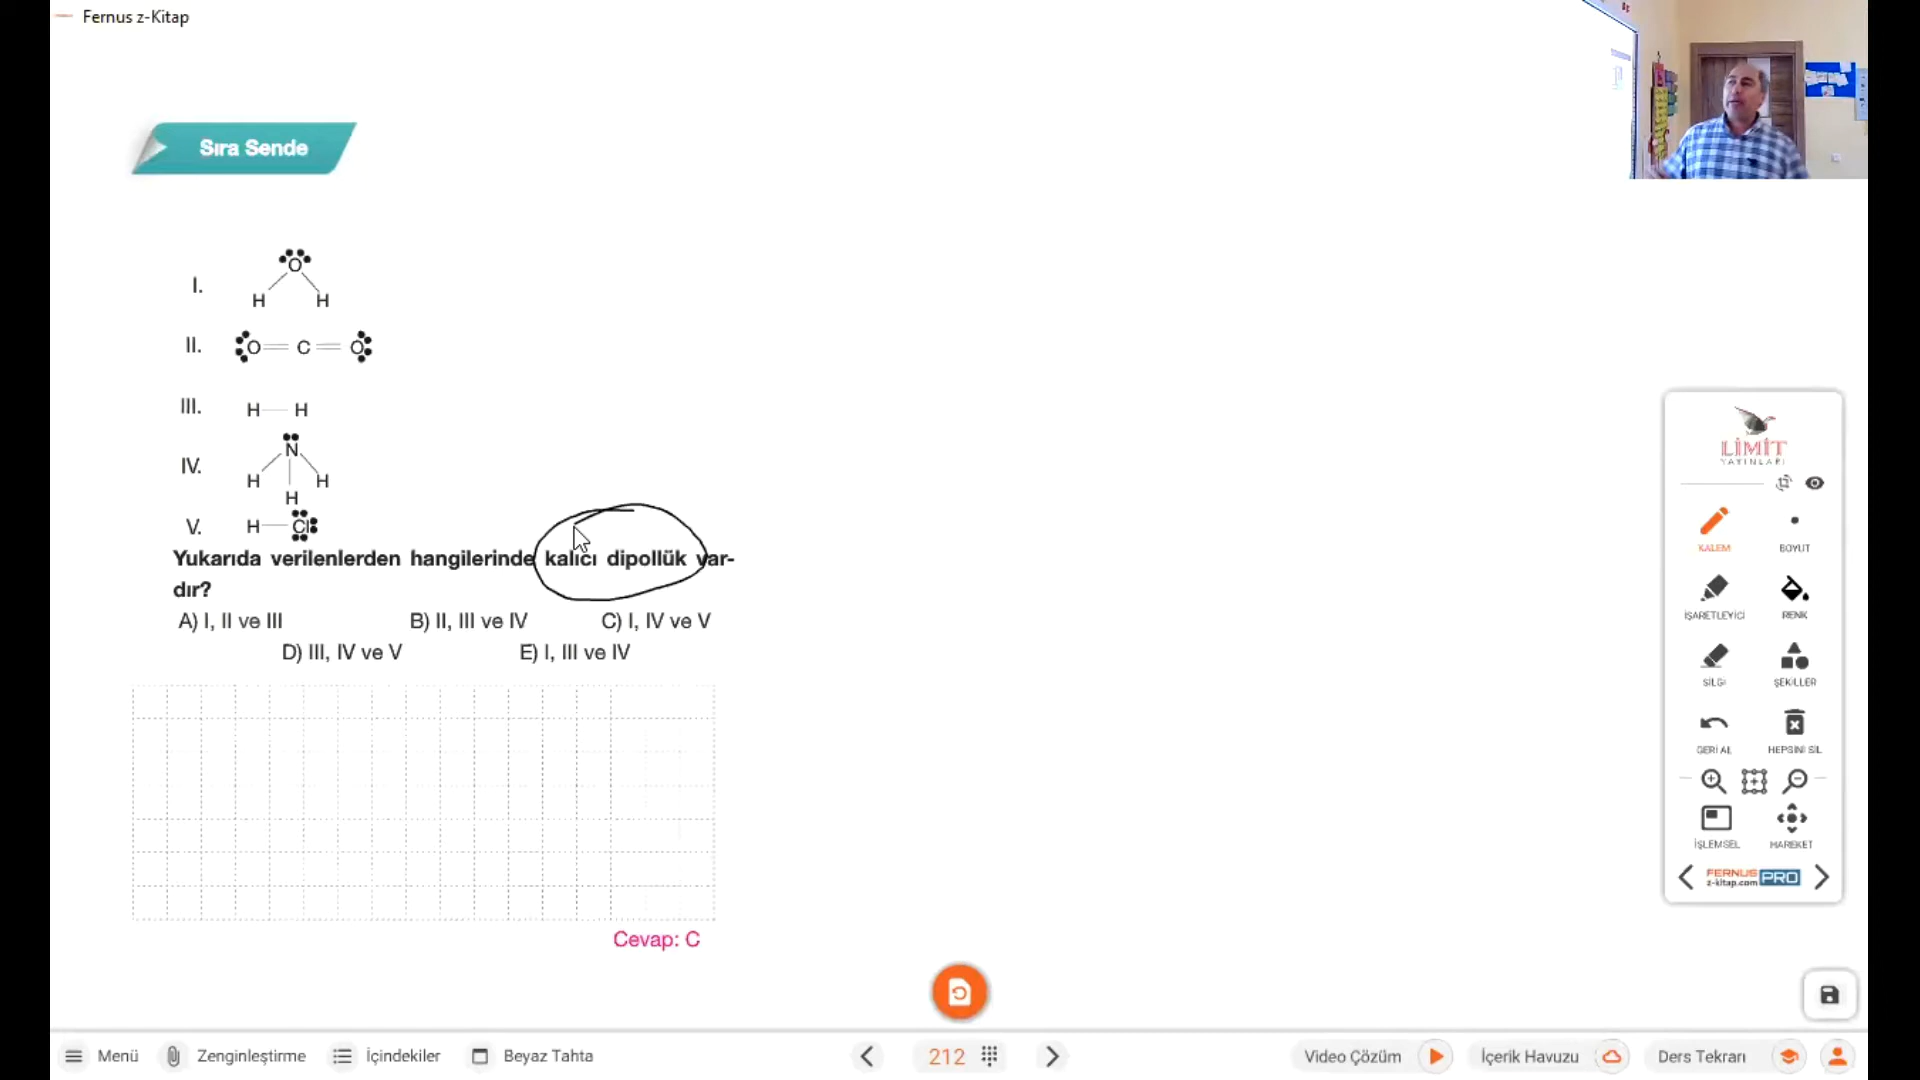 Fernus z-Kitap
Sıra Sende
I.
O
H H
II. O C O
III. H H
IV.
N
H H
H
V. H Cl
Yukarıda verilenlerden hangilerinde kalıcı dipollük var-
dır?
A) I, II ve III B) II, III ve IV C) I, IV ve V
D) III, IV ve V E) I, III ve IV
Cevap: C
LİMİT
YAYINLARI
KALEM BOYUT
İŞARETLEYİCİ RENK
SİLGİ ŞEKİLLER
GERİ AL HEPSİNİ SİL
İŞLEMSEL HAREKET
FERNUS
z-kitap.com PRO
Menü Zenginleştirme İçindekiler Beyaz Tahta 212 Video Çözüm İçerik Havuzu Ders Tekrarı